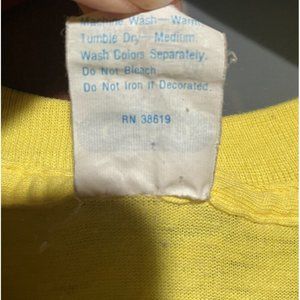 Machine Wash—Warm.
Tumble Dry—Medium.
Wash Colors Separately.
Do Not Bleach.
Do Not Iron if Decorated.
RN 38619